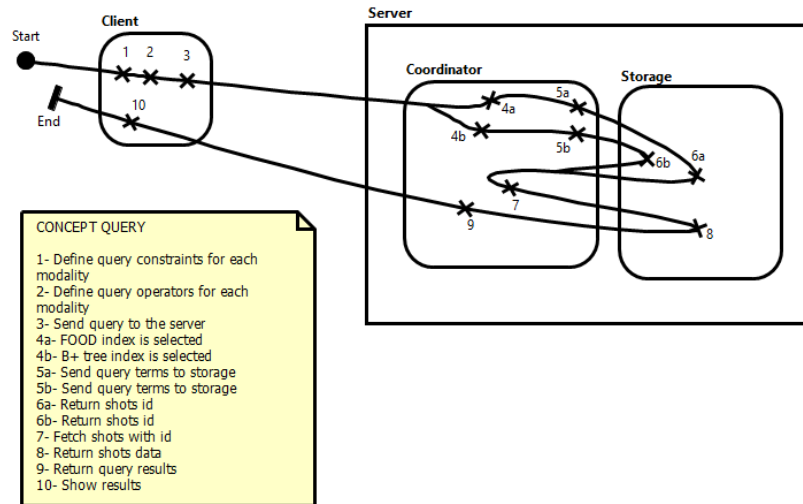 Server
Client
Start
1
2
3
Coordinator
Storage
5a
4a
10
End
4b
5b
6b
6a
7
9
8
CONCEPT QUERY
1- Define query constraints for each
modality
2- Define query operators for each
modality
3- Send query to the server
4a- FOOD index is selected
4b- B+ tree index is selected
5a- Send query terms to storage
5b- Send query terms to storage
6a- Return shots id
6b- Return shots id
7- Fetch shots with id
8- Return shots data
9- Return query results
10- Show results